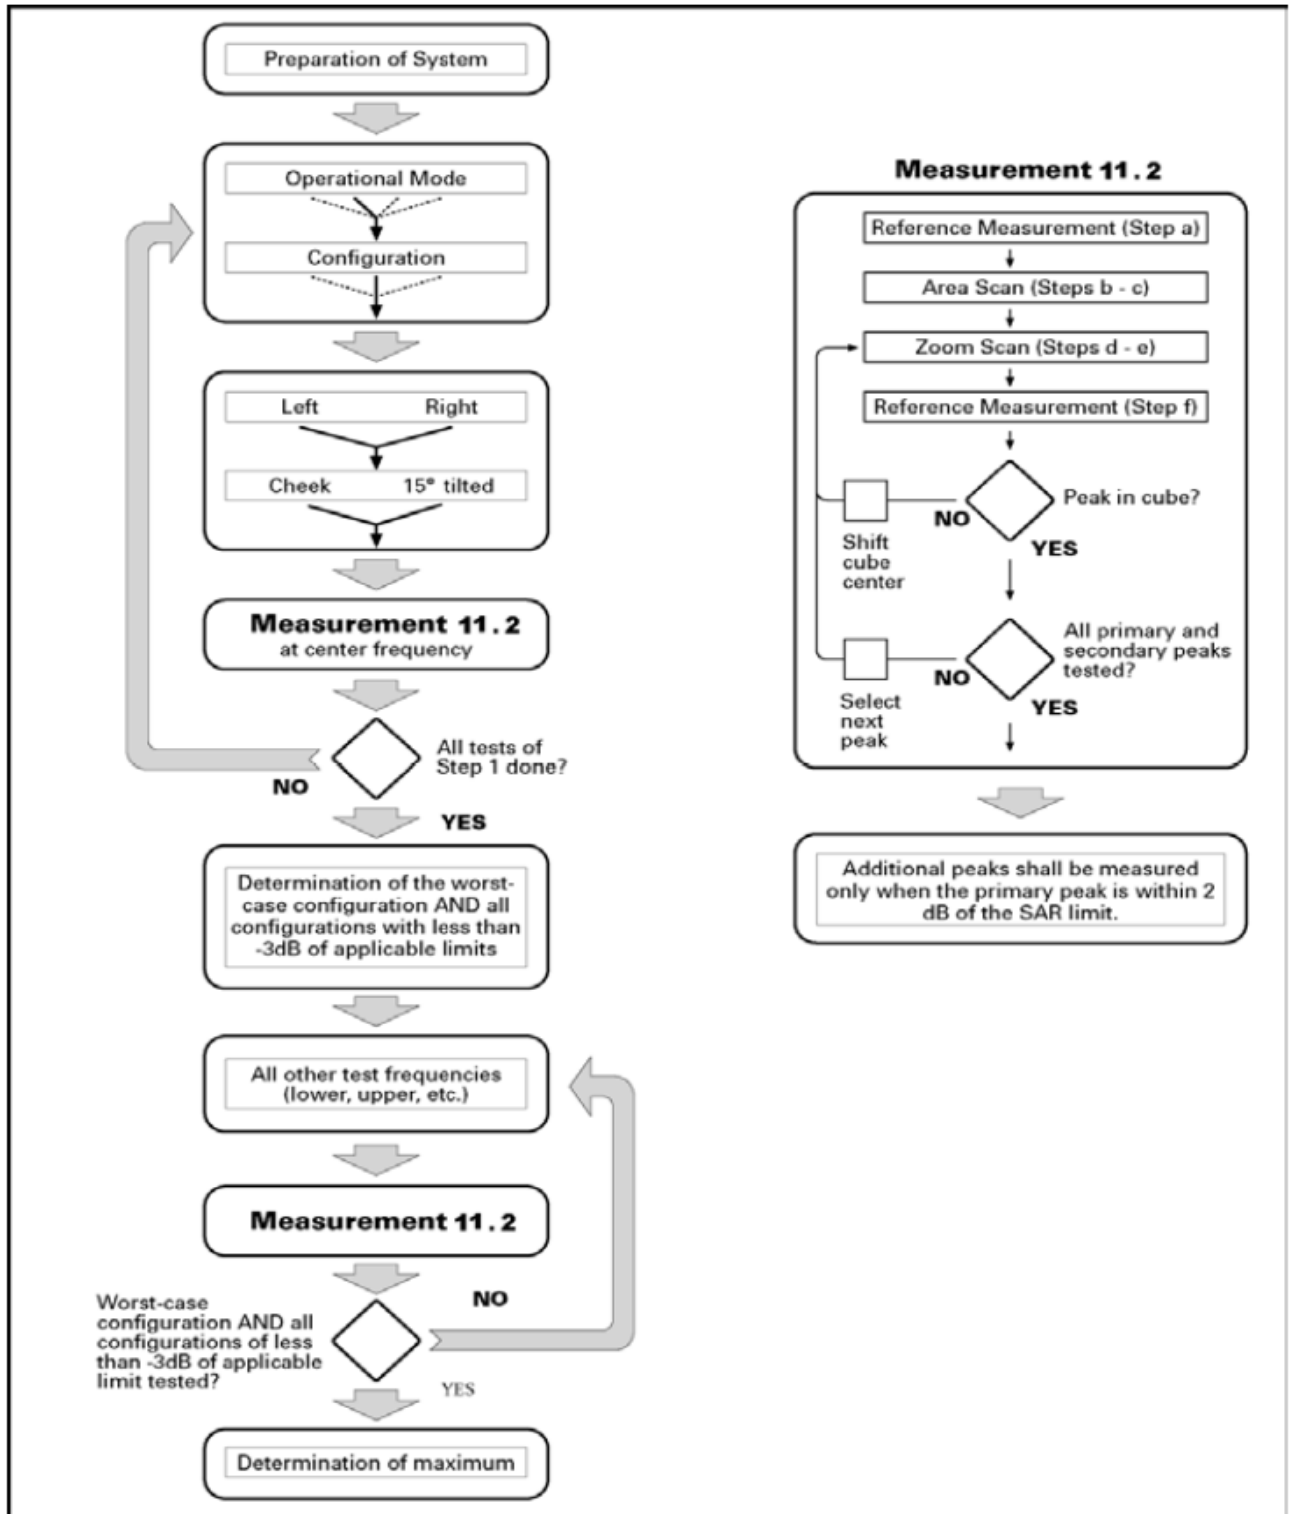 Preparation of System
Operational Mode
Configuration
Left Right
Cheek 15° tilted
Measurement 11.2
at center frequency
All tests of
Step 1 done?
NO
YES
Determination of the worst-
case configuration AND all
configurations with less than
-3dB of applicable limits
All other test frequencies
(lower, upper, etc.)
Measurement 11.2
NO
Worst-case
configuration AND all
configurations of less
than -3dB of applicable
limit tested?
YES
Determination of maximum
Measurement 11.2
Reference Measurement (Step a)
Area Scan (Steps b - c)
Zoom Scan (Steps d - e)
Reference Measurement (Step f)
Peak in cube?
NO
YES
Shift
cube
center
All primary and
secondary peaks
tested?
NO
YES
Select
next
peak
Additional peaks shall be measured
only when the primary peak is within 2
dB of the SAR limit.